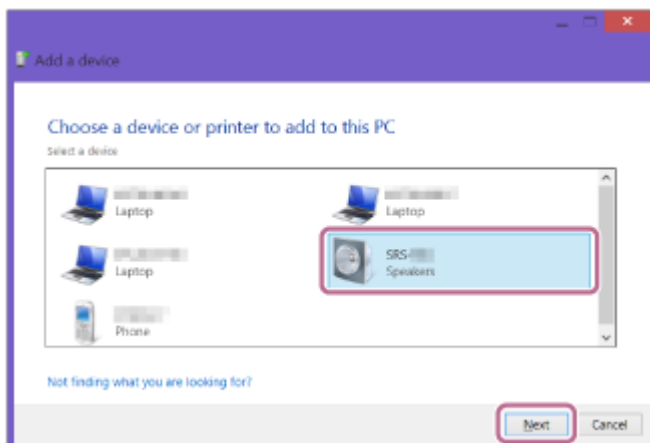 Add a device
Choose a device or printer to add to this PC
Select a device
Laptop
Laptop
Laptop
SRS-
Speakers
Phone
Not finding what you are looking for?
Next
Cancel